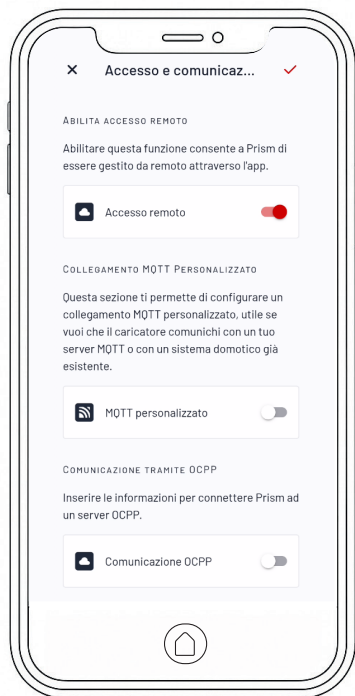 Accesso e comunicaz...
ABILITA ACCESSO REMOTO
Abilitare questa funzione consente a Prism di
essere gestito da remoto attraverso l'app.
Accesso remoto
COLLEGAMENTO MQTT PERSONALIZZATO
Questa sezione ti permette di configurare un
collegamento MQTT personalizzato, utile se
vuoi che il caricatore comunichi con un tuo
server MQTT o con un sistema domotico già
esistente.
MQTT personalizzato
COMUNICAZIONE TRAMITE OCPP
Inserire le informazioni per connettere Prism ad
un server OCPP.
Comunicazione OCPP